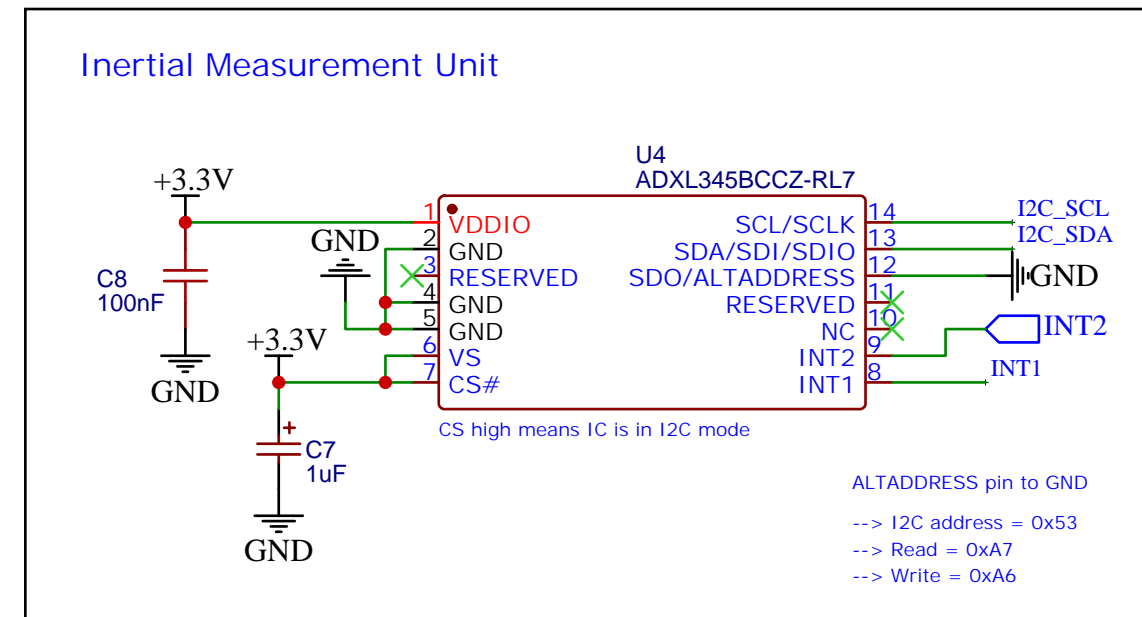 Inertial Measurement Unit
U4
ADXL345BCCZ-RL7
+3.3V
C8
100nF
GND
GND
+3.3V
C7
1uF
GND
1 VDDIO
2 GND
3 RESERVED
4 GND
5 GND
6 VS
7 CS#
SCL/SCLK 14
SDA/SDI/SDIO 13
SDO/ALTADDRESS 12
RESERVED 11
NC 10
INT2 9
INT1 8
I2C_SCL
I2C_SDA
GND
INT2
INT1
CS high means IC is in I2C mode
ALTADDRESS pin to GND
--> I2C address = 0x53
--> Read = 0xA7
--> Write = 0xA6